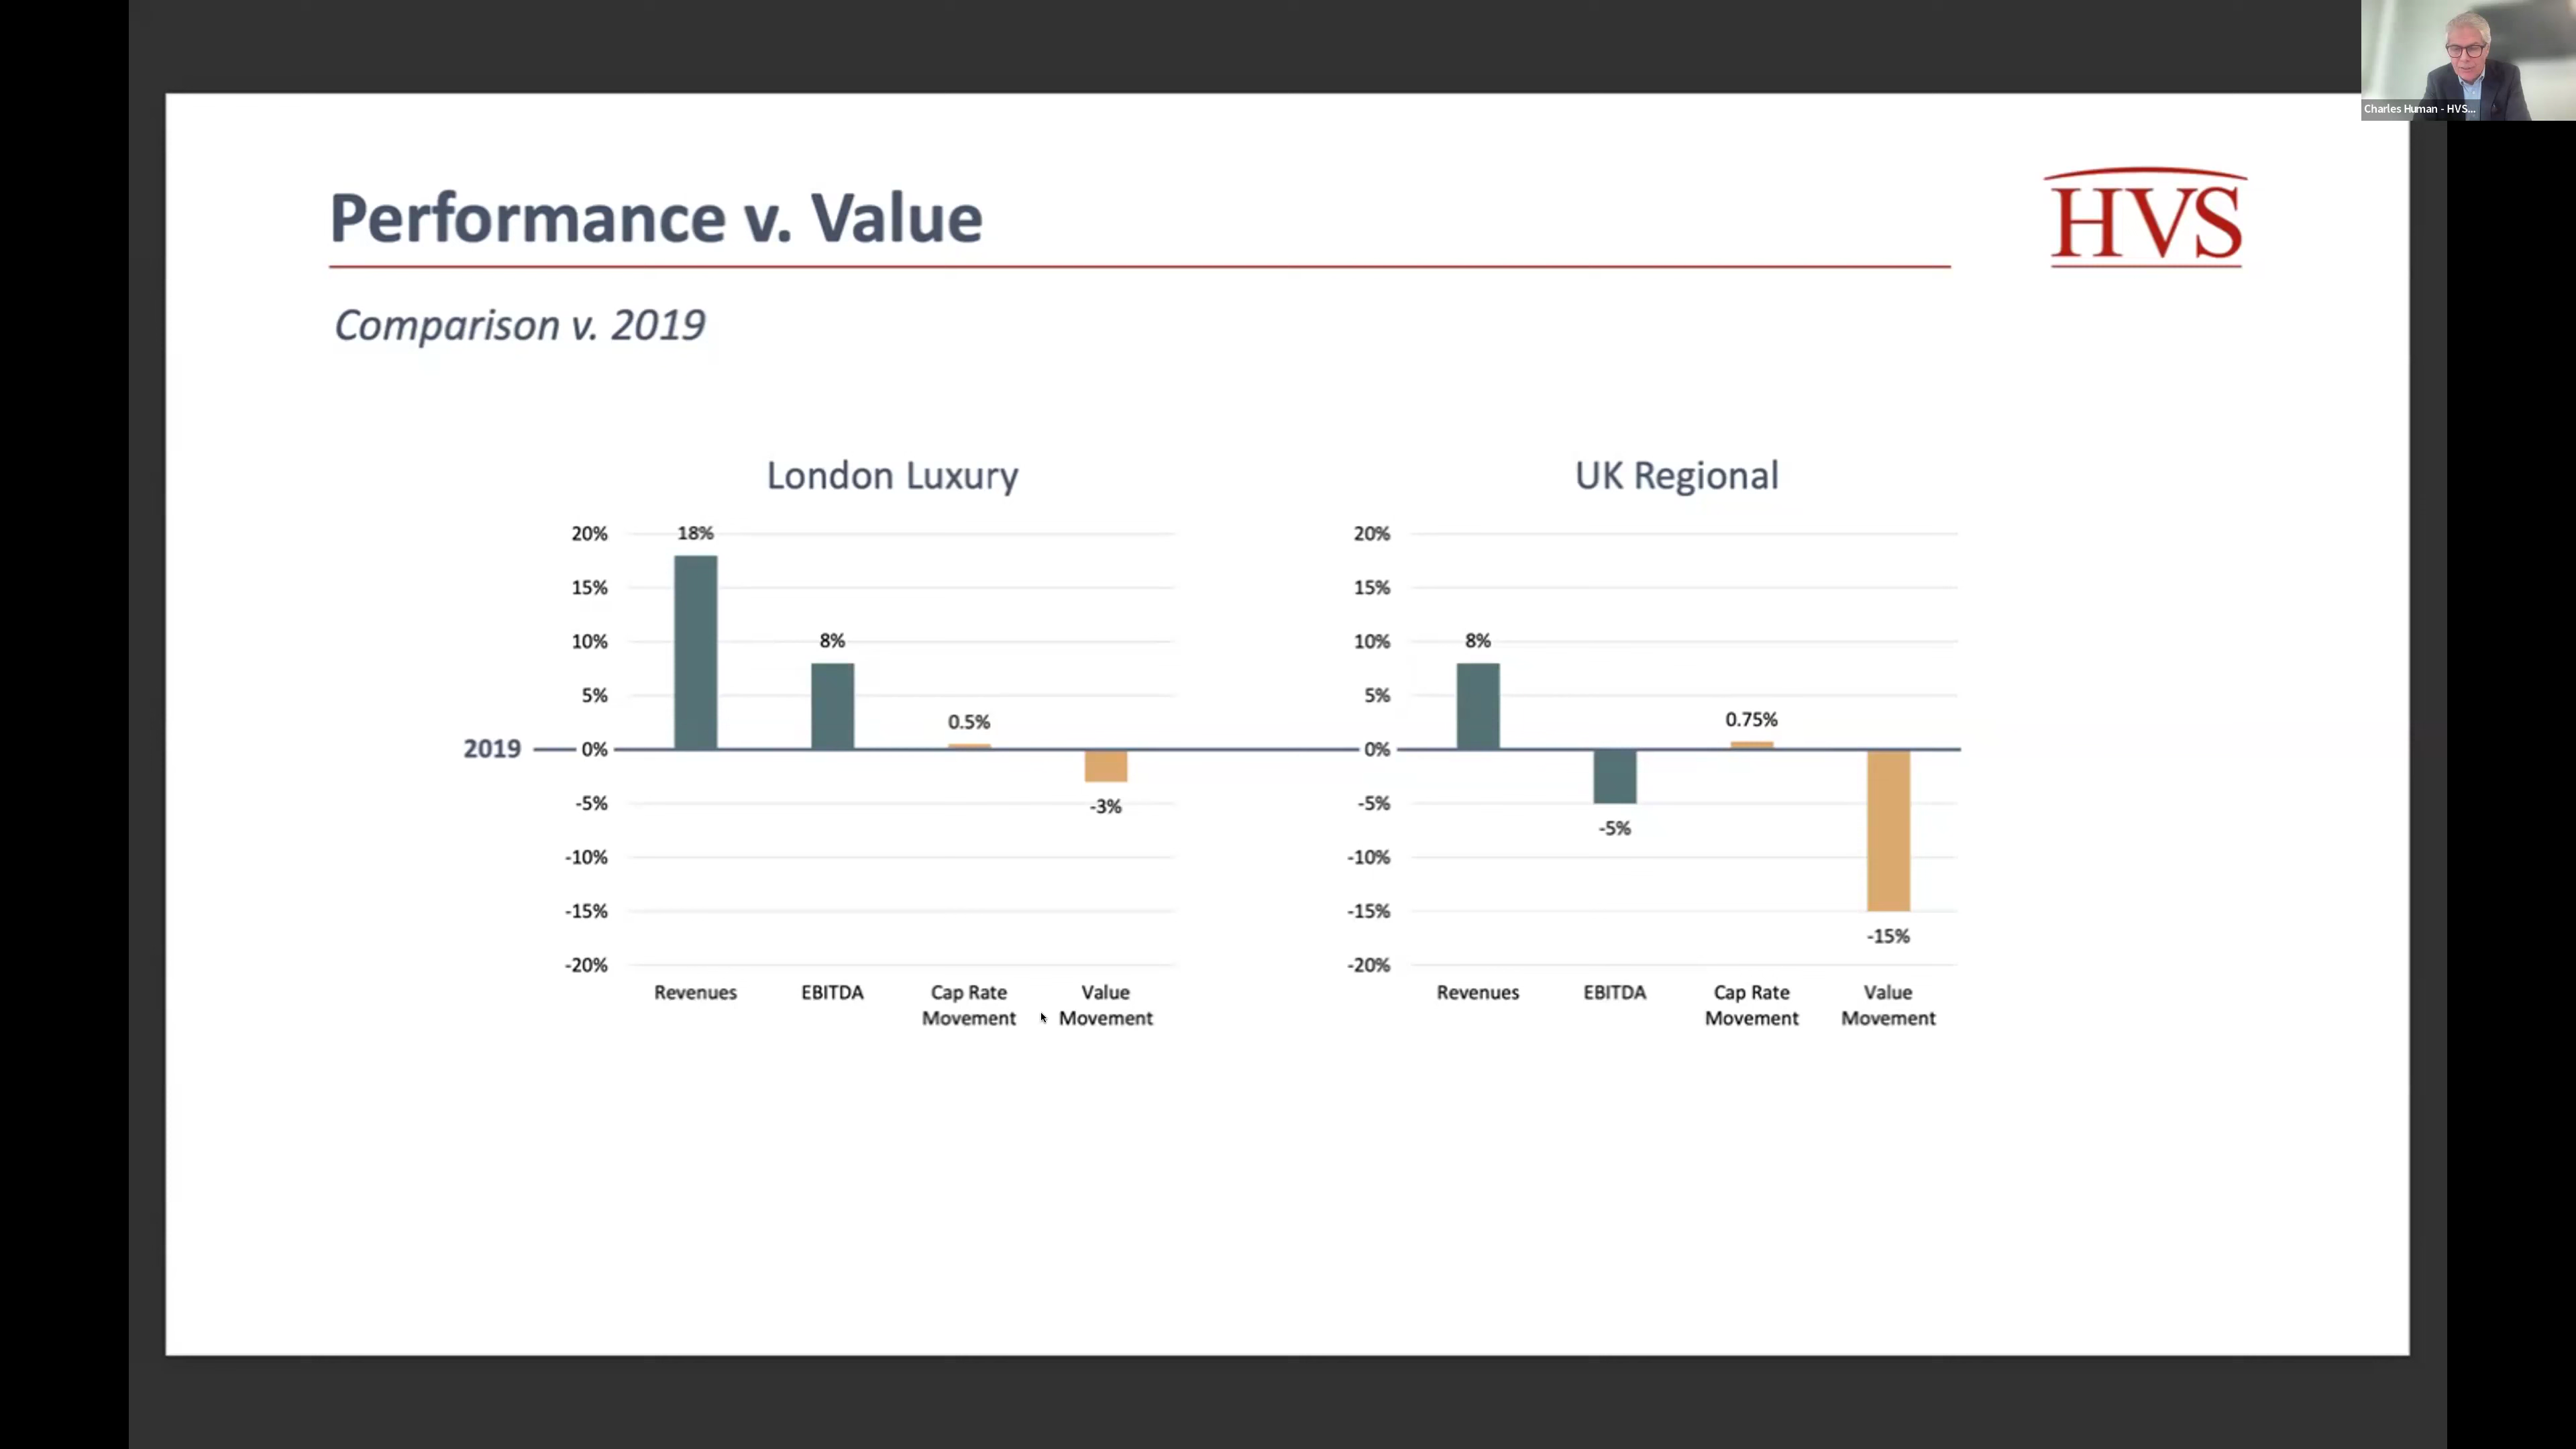 Charles Human - HVS...
Performance v. Value
HVS
Comparison v. 2019
London Luxury
20%
15%
10%
5%
2019
0%
-5%
-10%
-15%
-20%
18%
8%
0.5%
-3%
Revenues
EBITDA
Cap Rate
Movement
Value
Movement
UK Regional
20%
15%
10%
5%
0%
-5%
-10%
-15%
-20%
8%
-5%
0.75%
-15%
Revenues
EBITDA
Cap Rate
Movement
Value
Movement